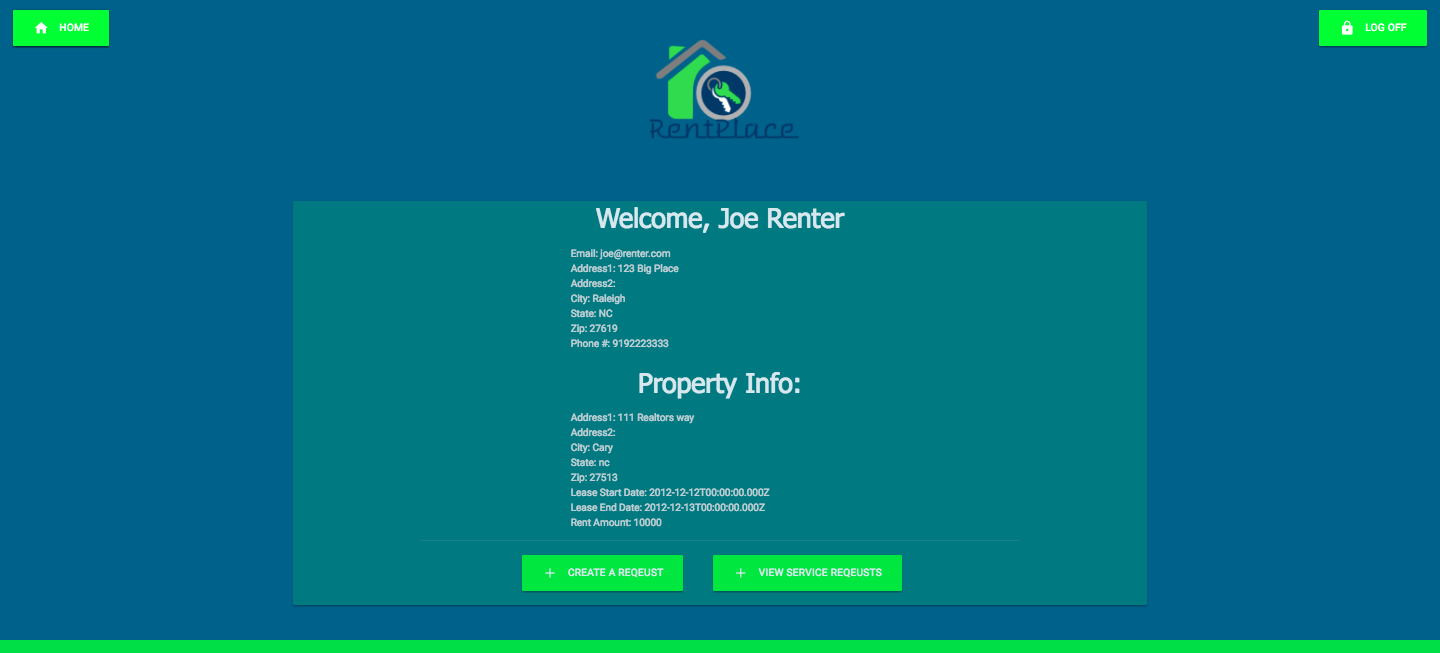 HOME
LOG OFF
RentPlace
Welcome, Joe Renter
Email: joe@renter.com
Address1: 123 Big Place
Address2:
City: Raleigh
State: NC
Zip: 27619
Phone #: 9192223333
Property Info:
Address1: 111 Realtors way
Address2:
City: Cary
State: nc
Zip: 27513
Lease Start Date: 2012-12-12T00:00:00.000Z
Lease End Date: 2012-12-13T00:00:00.000Z
Rent Amount: 10000
CREATE A REQEUST
VIEW SERVICE REQEUSTS